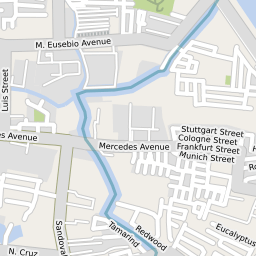 M. Eusebio Avenue
Luis Street
Stuttgart Street
Cologne Street
Frankfurt Street
Munich Street
es Avenue
Mercedes Avenue
Redwood
Tamarind
Eucalyptus
Sandoval
N. Cruz